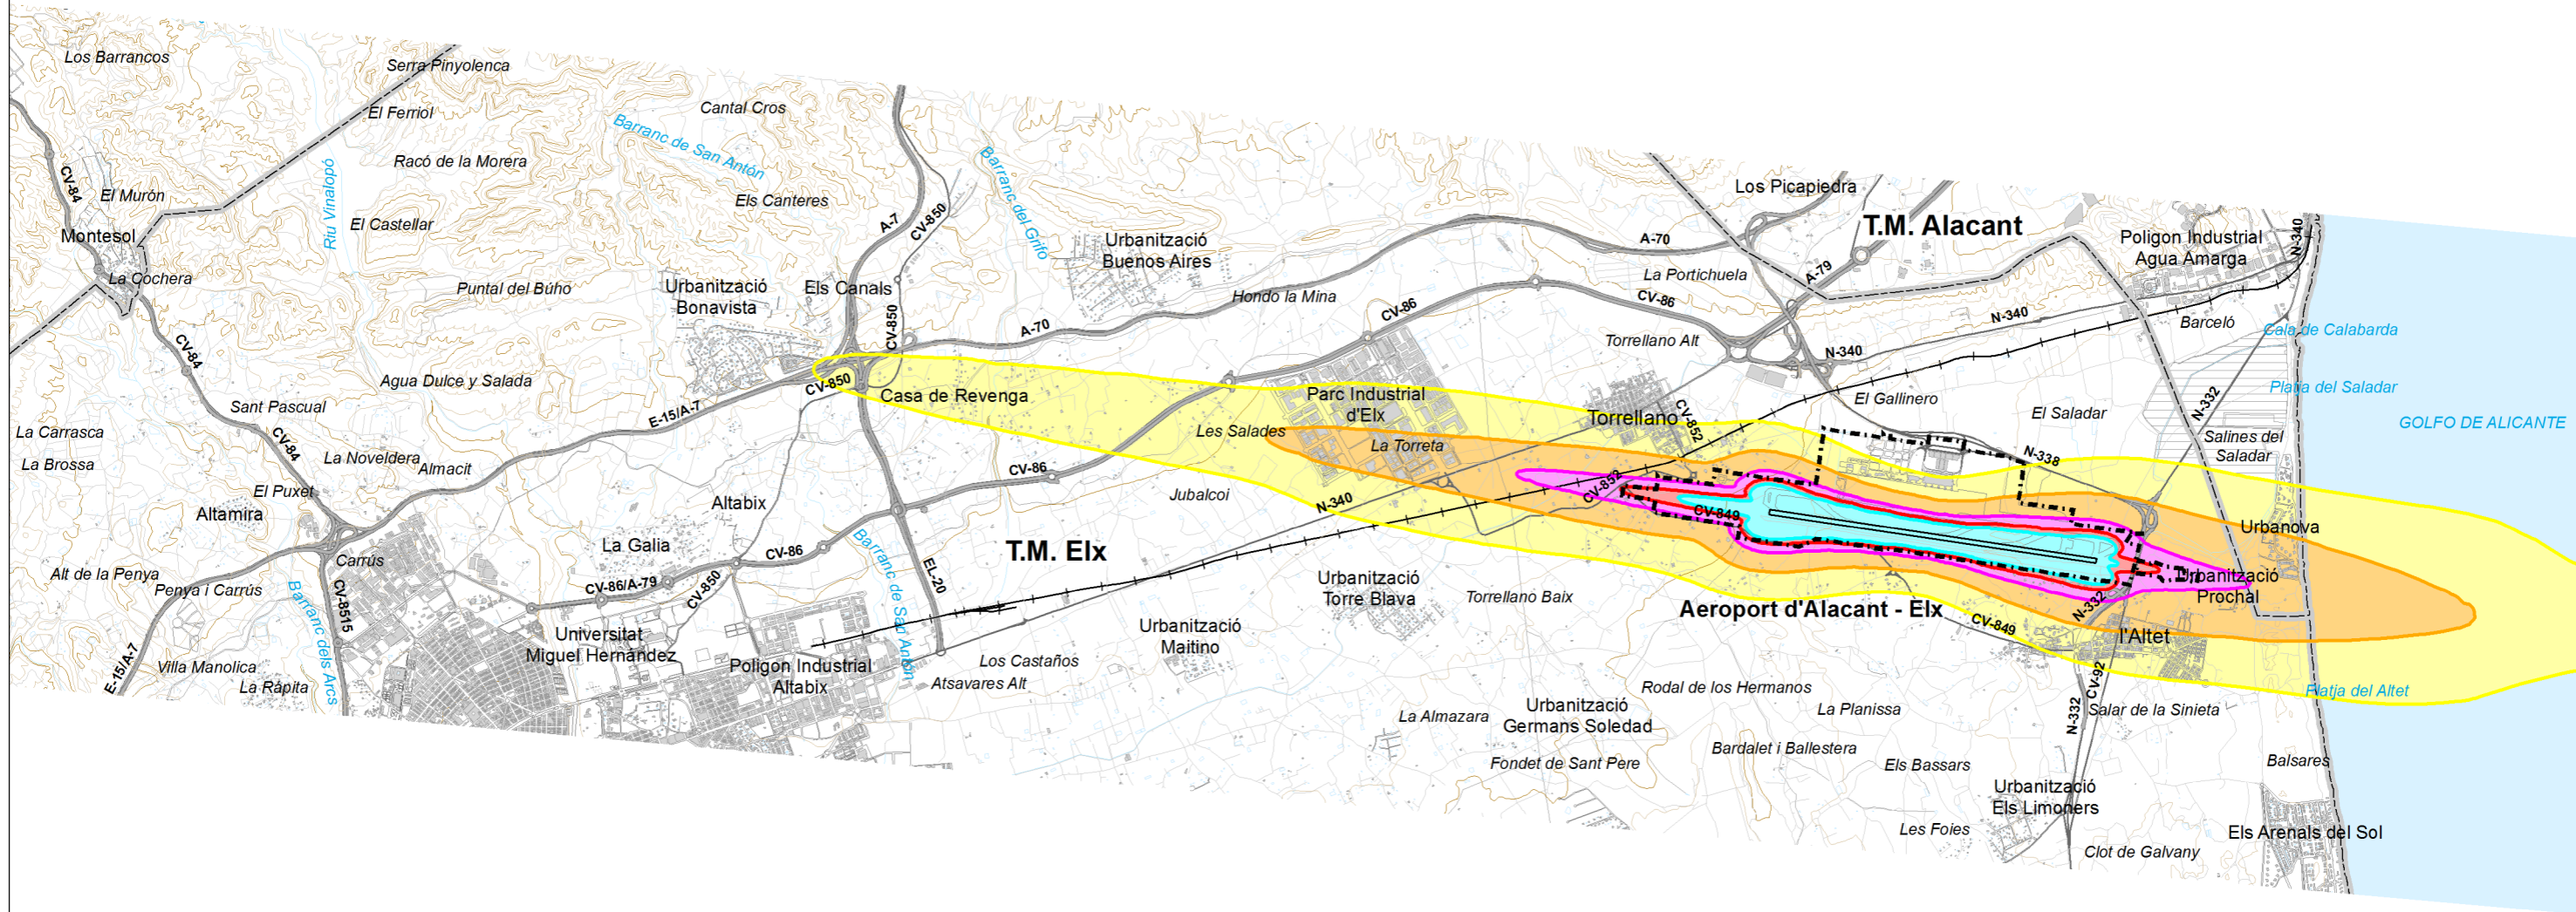 Los Barrancos
Serra Pinyolenca
Cantal Cros
El Ferriol
Barranc de San Antón
Racó de la Morera
Barranc del Grifo
CV-84
El Murón
Riu Vinalopó
Els Canteres
Los Picapiedra
El Castellar
A-7
CV-850
T.M. Alacant
Montesol
Urbanització
Buenos Aires
A-70
Poligon Industrial
Agua Amarga
N-340
La Cochera
Puntal del Búho
Urbanització
Bonavista
Els Canals
La Portichuela
A-79
Hondo la Mina
CV-86
CV-86
CV-850
A-70
N-340
Barceló
Cala de Calabarda
CV-84
Torrellano Alt
N-340
Agua Dulce y Salada
CV-850
Casa de Revenga
Parc Industrial
d'Elx
El Gallinero
Platja del Saladar
Sant Pascual
E-15/A-7
Torrellano
CV-852
El Saladar
N-332
GOLFO DE ALICANTE
La Carrasca
CV-84
Les Salades
La Torreta
Salines del
Saladar
La Brossa
La Noveldera
Almacit
CV-86
N-338
El Puxet
Jubalcoi
CV-852
Altamira
Altabix
N-340
CV-849
Urbanova
La Galia
CV-86
Barranc de San Antón
T.M. Elx
Carrús
Alt de la Penya
Penya i Carrús
CV-86/A-79
CV-850
EL-20
Urbanització
Torre Blava
Torrellano Baix
Urbanització
Prochal
Barranc dels Arcs
CV-8515
Aeroport d'Alacant - Elx
N-332
CV-849
Universitat
Miguel Hernández
Urbanització
Maitino
l'Altet
E-15/A-7
Villa Manolica
La Ràpita
Poligon Industrial
Altabix
Los Castaños
Atsavares Alt
Rodal de los Hermanos
CV-92
Platja del Altet
La Almazara
Urbanització
Germans Soledad
La Planissa
N-332
Salar de la Sinieta
Bardalet i Ballestera
Fondet de Sant Pere
Els Bassars
Balsares
Urbanització
Els Limoners
Les Foies
Els Arenals del Sol
Clot de Galvany